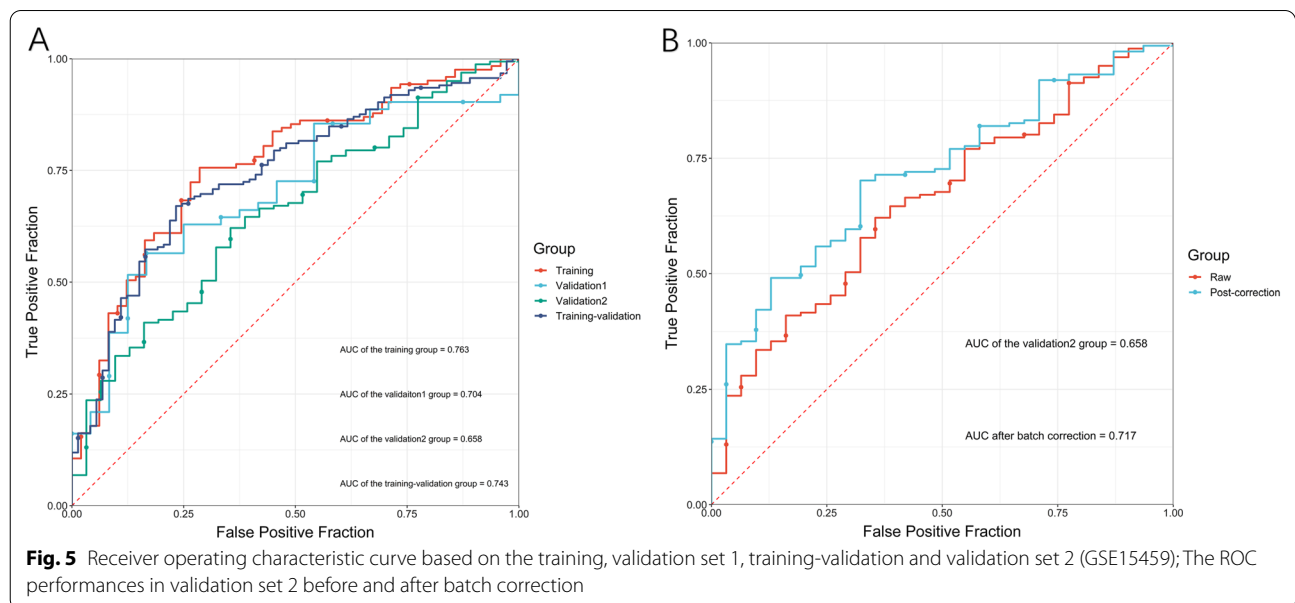 A
1.00
0.75
0.50
0.25
0.00
True Positive Fraction
0.00
0.25
0.50
0.75
1.00
False Positive Fraction
Group
Training
Validation1
Validation2
Training-validation
AUC of the training group = 0.763
AUC of the validaiton1 group = 0.704
AUC of the validation2 group = 0.658
AUC of the training-validation group = 0.743
B
1.00
0.75
0.50
0.25
0.00
True Positive Fraction
0.00
0.25
0.50
0.75
1.00
False Positive Fraction
Group
Raw
Post-correction
AUC of the validation2 group = 0.658
AUC after batch correction = 0.717
Fig. 5 Receiver operating characteristic curve based on the training, validation set 1, training-validation and validation set 2 (GSE15459); The ROC
performances in validation set 2 before and after batch correction